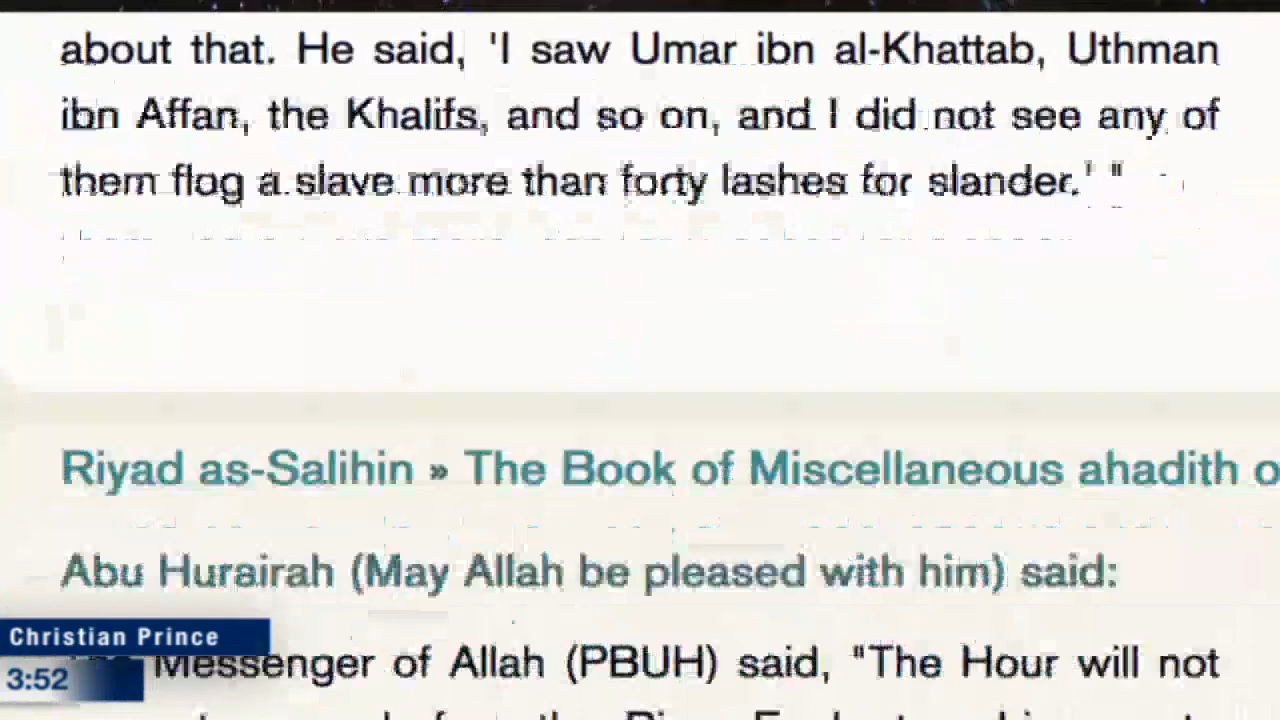 about that. He said, 'I saw Umar ibn al-Khattab, Uthman
ibn Affan, the Khalifs, and so on, and I did not see any of
them flog a slave more than forty lashes for slander.' "
Riyad as-Salihin » The Book of Miscellaneous ahadith o
Abu Hurairah (May Allah be pleased with him) said:
Messenger of Allah (PBUH) said, "The Hour will not
Christian Prince
3:52